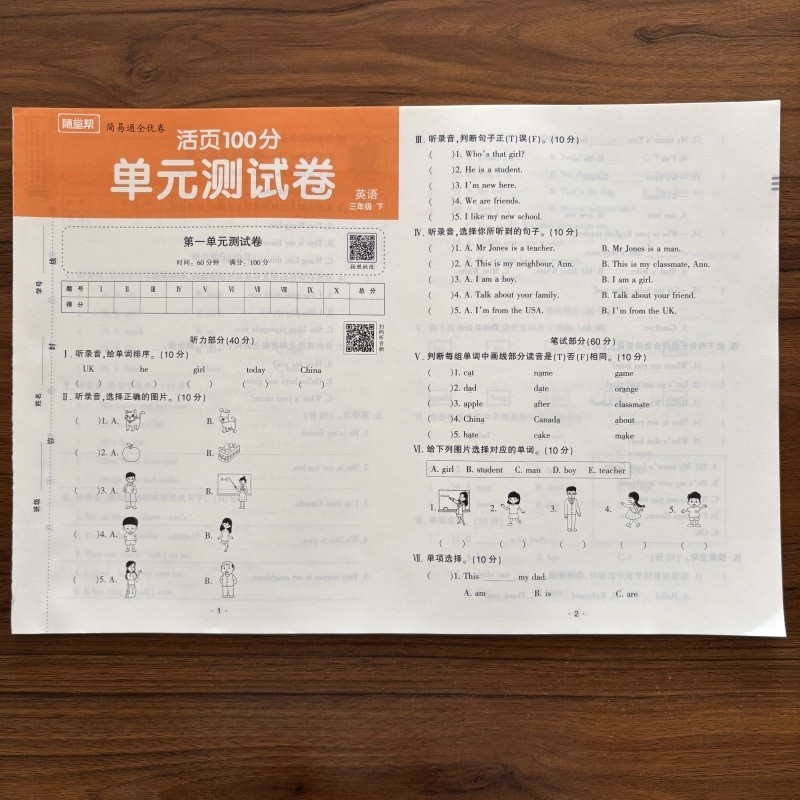 随堂帮
简易通全优卷
活页100分
单元测试卷
英语
三年级 下
第一单元测试卷
时间：60分钟 满分：100分
拍照批改
题号 Ⅰ Ⅱ Ⅲ Ⅳ Ⅴ Ⅵ Ⅶ Ⅷ Ⅸ Ⅹ 总分
得分
扫码听音频
学号
姓名
班级
线
封
听力部分(40分)
Ⅰ. 听录音,给单词排序。(10分)
UK he girl today China
( ) ( ) ( ) ( ) ( )
Ⅱ. 听录音,选择正确的图片。(10分)
( )1. A. B.
( )2. A. B.
( )3. A. B.
( )4. A. B.
( )5. A. B.
· 1 ·
Ⅲ. 听录音,判断句子正(T)误(F)。(10分)
( )1. Who's that girl?
( )2. He is a student.
( )3. I'm new here.
( )4. We are friends.
( )5. I like my new school.
Ⅳ. 听录音,选择你所听到的句子。(10分)
( )1. A. Mr Jones is a teacher. B. Mr Jones is a man.
( )2. A. This is my neighbour, Ann. B. This is my classmate, Ann.
( )3. A. I am a boy. B. I am a girl.
( )4. A. Talk about your family. B. Talk about your friend.
( )5. A. I'm from the USA. B. I'm from the UK.
笔试部分(60分)
Ⅴ. 判断每组单词中画线部分读音是(T)否(F)相同。(10分)
( )1. cat name game
( )2. dad date orange
( )3. apple after classmate
( )4. China Canada about
( )5. hate cake make
Ⅵ. 给下列图片选择对应的单词。(10分)
A. girl B. student C. man D. boy E. teacher
1. 2. 3. 4. 5.
( ) ( ) ( ) ( ) ( )
Ⅶ. 单项选择。(10分)
( )1. This ______ my dad.
A. am B. is C. are
· 2 ·